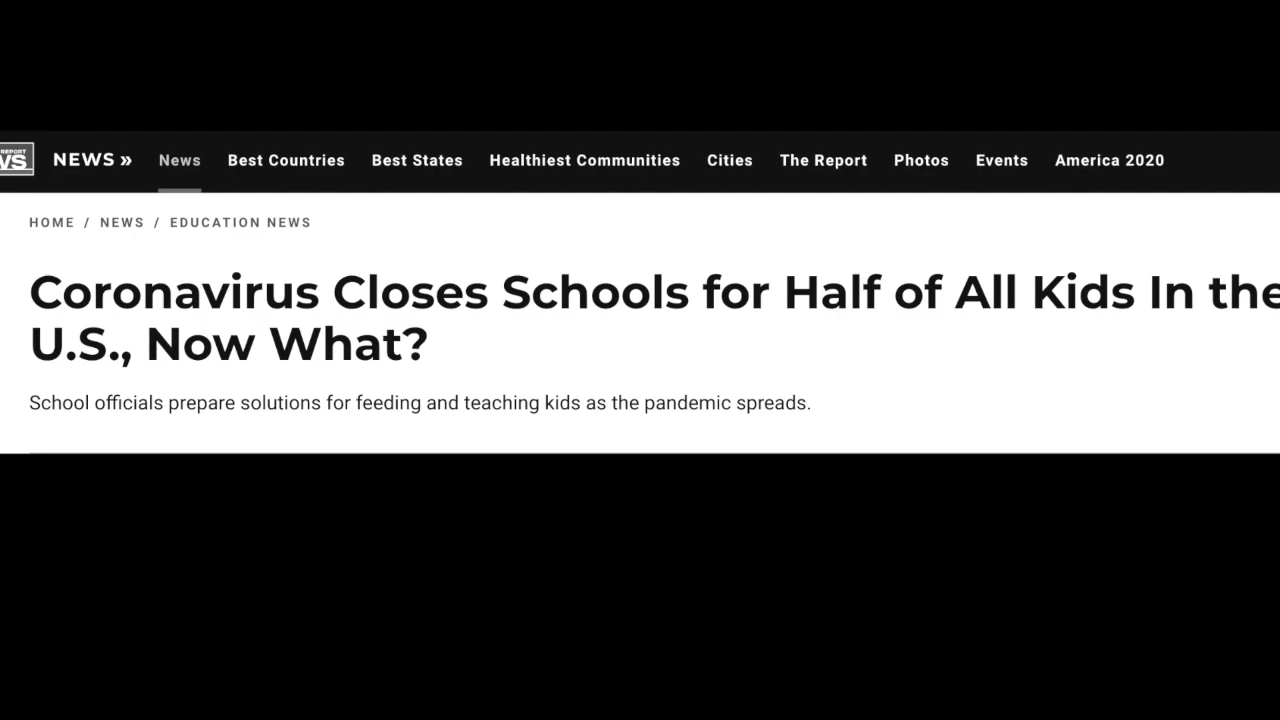 REPORT
NEWS » News Best Countries Best States Healthiest Communities Cities The Report Photos Events America 2020
HOME / NEWS / EDUCATION NEWS
Coronavirus Closes Schools for Half of All Kids In the
U.S., Now What?
School officials prepare solutions for feeding and teaching kids as the pandemic spreads.